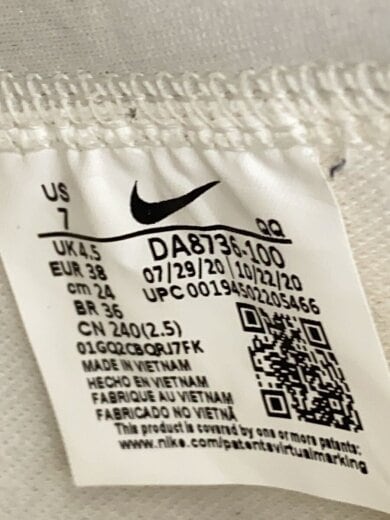 US
7
QQ
UK 4.5
EUR 38
cm 24
BR 36
CN 240(2.5)
DA8736-100
07/29/20 | 10/22/20
UPC 00194502205466
01GQ2CBQRJ7FK
MADE IN VIETNAM
HECHO EN VIETNAM
FABRIQUE AU VIETNAM
FABRICADO NO VIETNÃ
This product is covered by one or more patents:
www.nike.com/patentsvirtualmarking